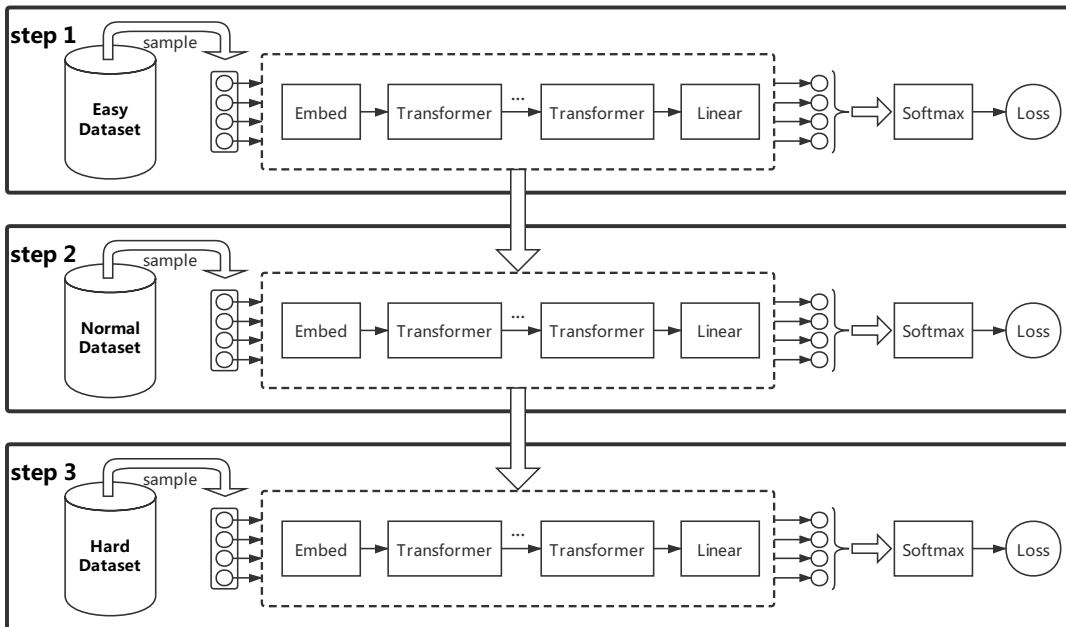 step 1
sample
Easy
Dataset
Embed
Transformer
...
Transformer
Linear
Softmax
Loss
step 2
sample
Normal
Dataset
Embed
Transformer
...
Transformer
Linear
Softmax
Loss
step 3
sample
Hard
Dataset
Embed
Transformer
...
Transformer
Linear
Softmax
Loss